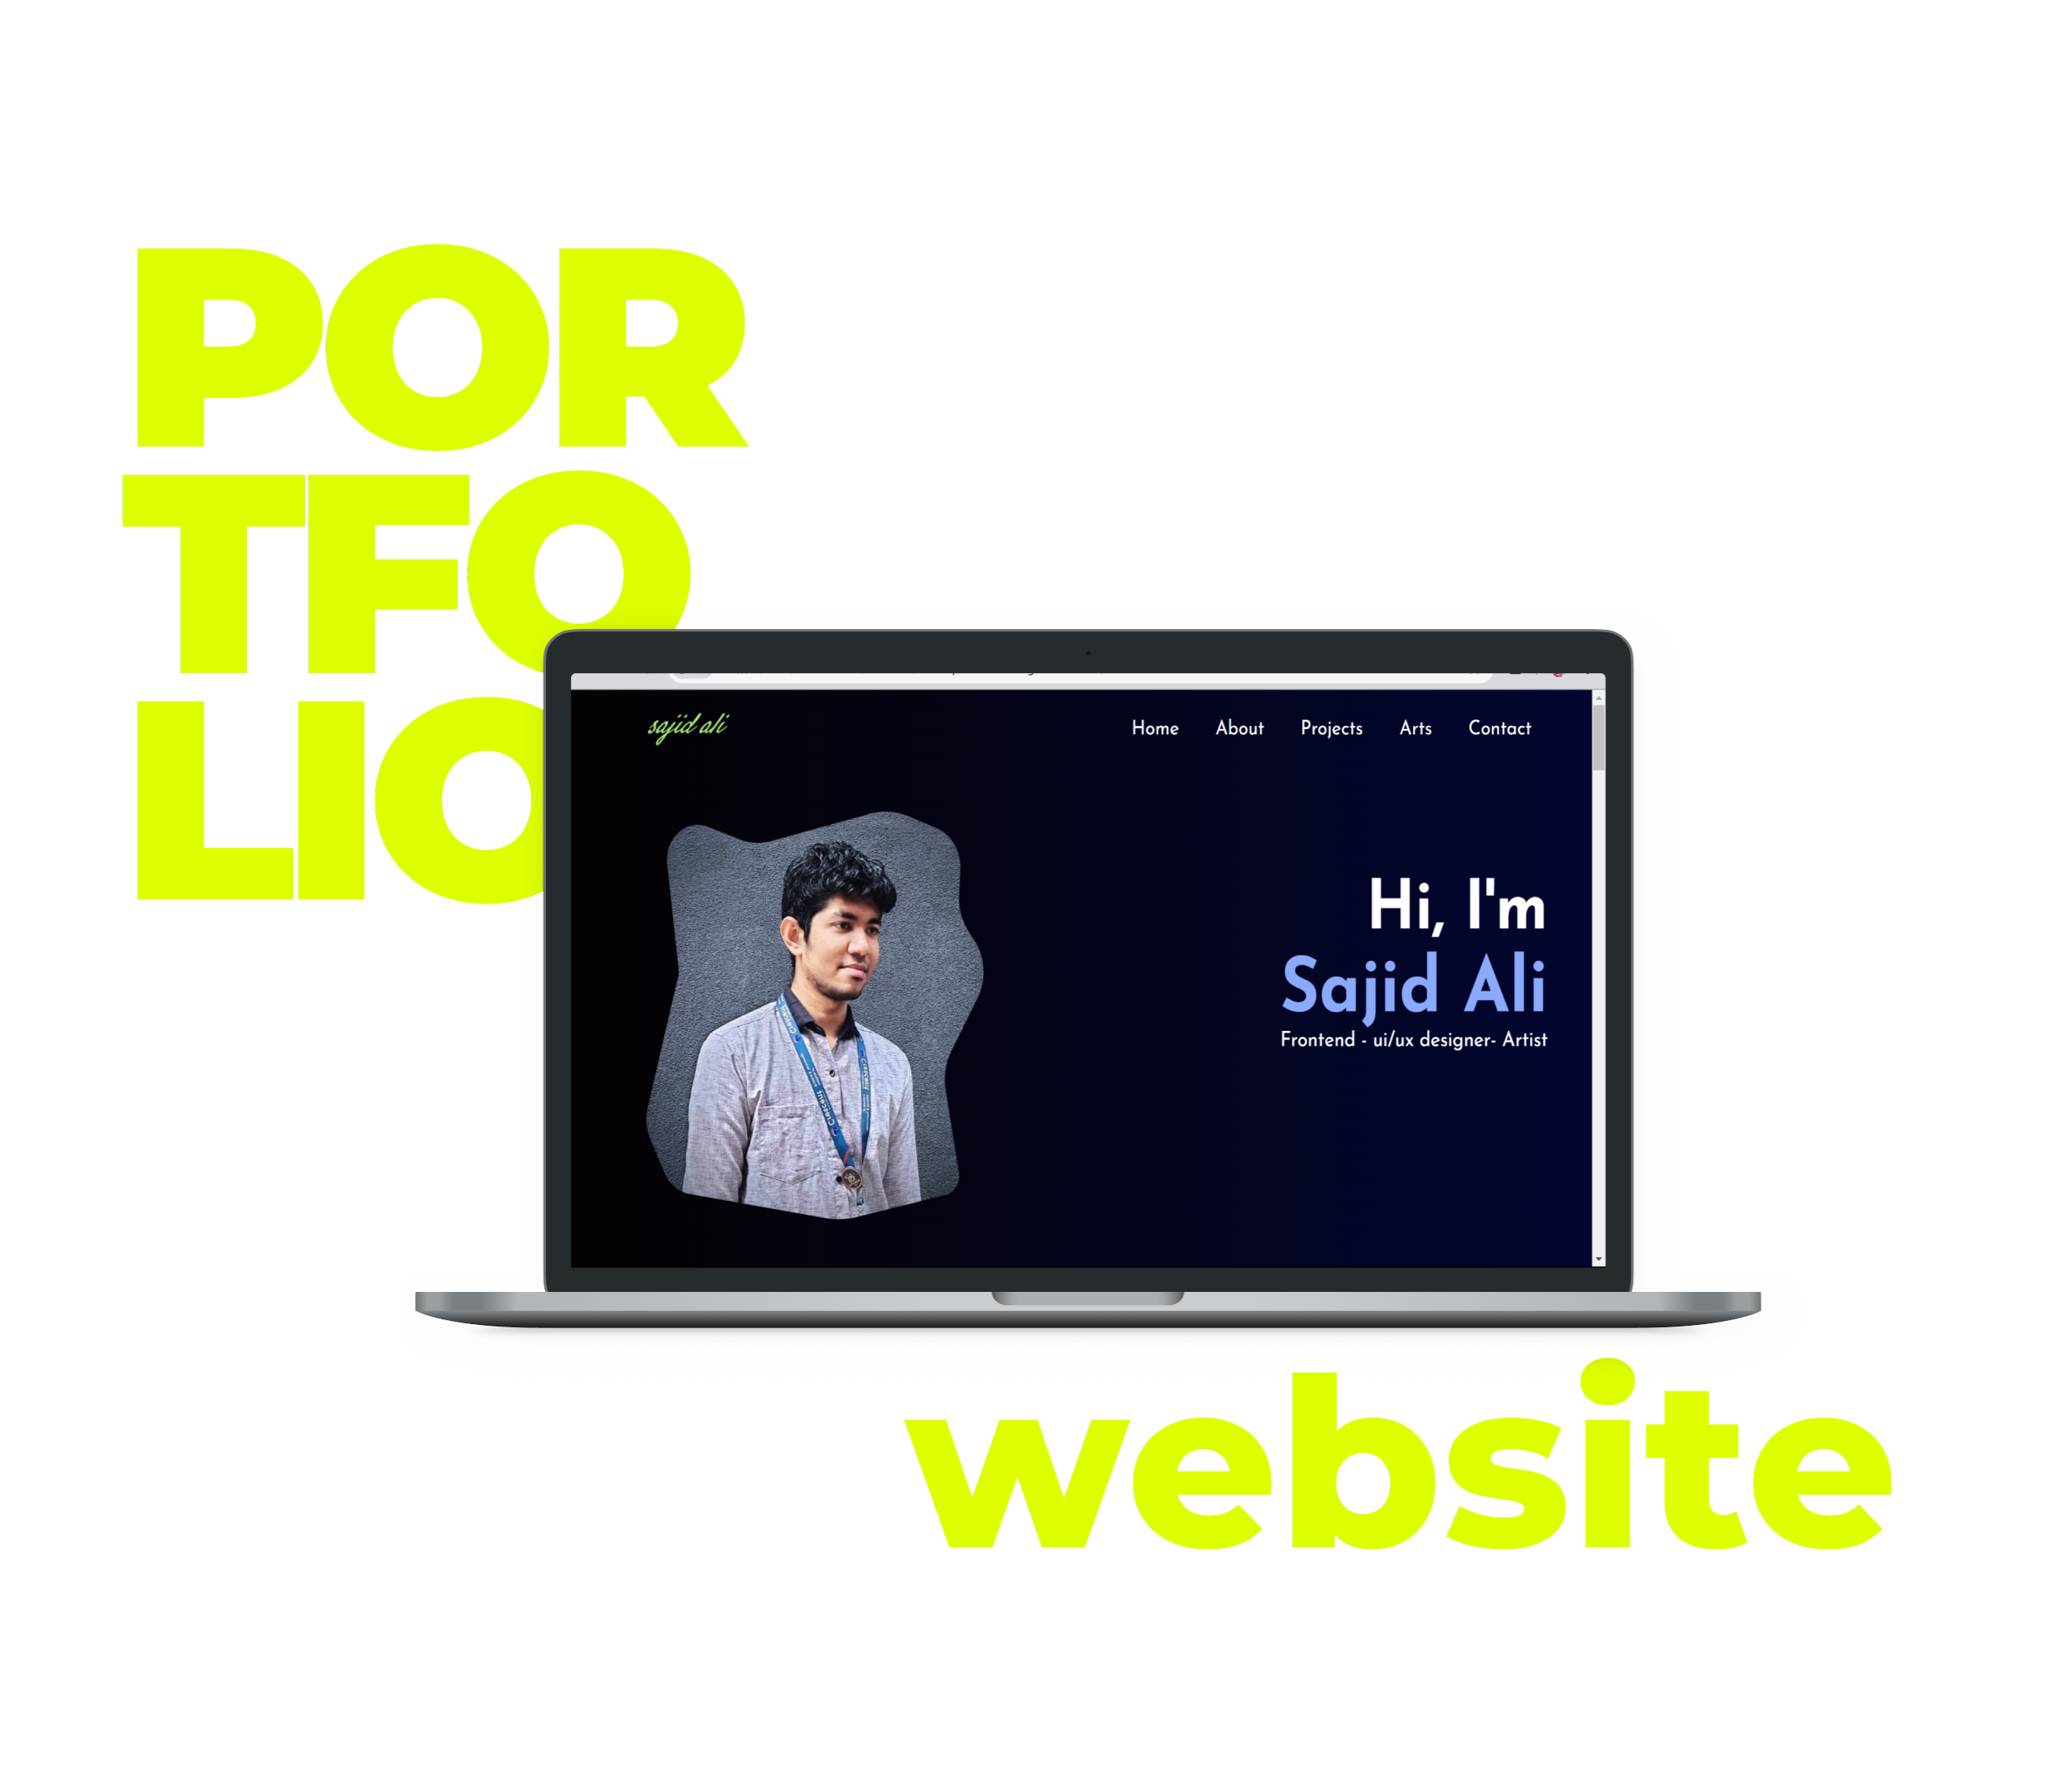 POR
TFO
LIO
sajid ali
Home About Projects Arts Contact
Hi, I'm
Sajid Ali
Frontend - ui/ux designer- Artist
Crescent
website